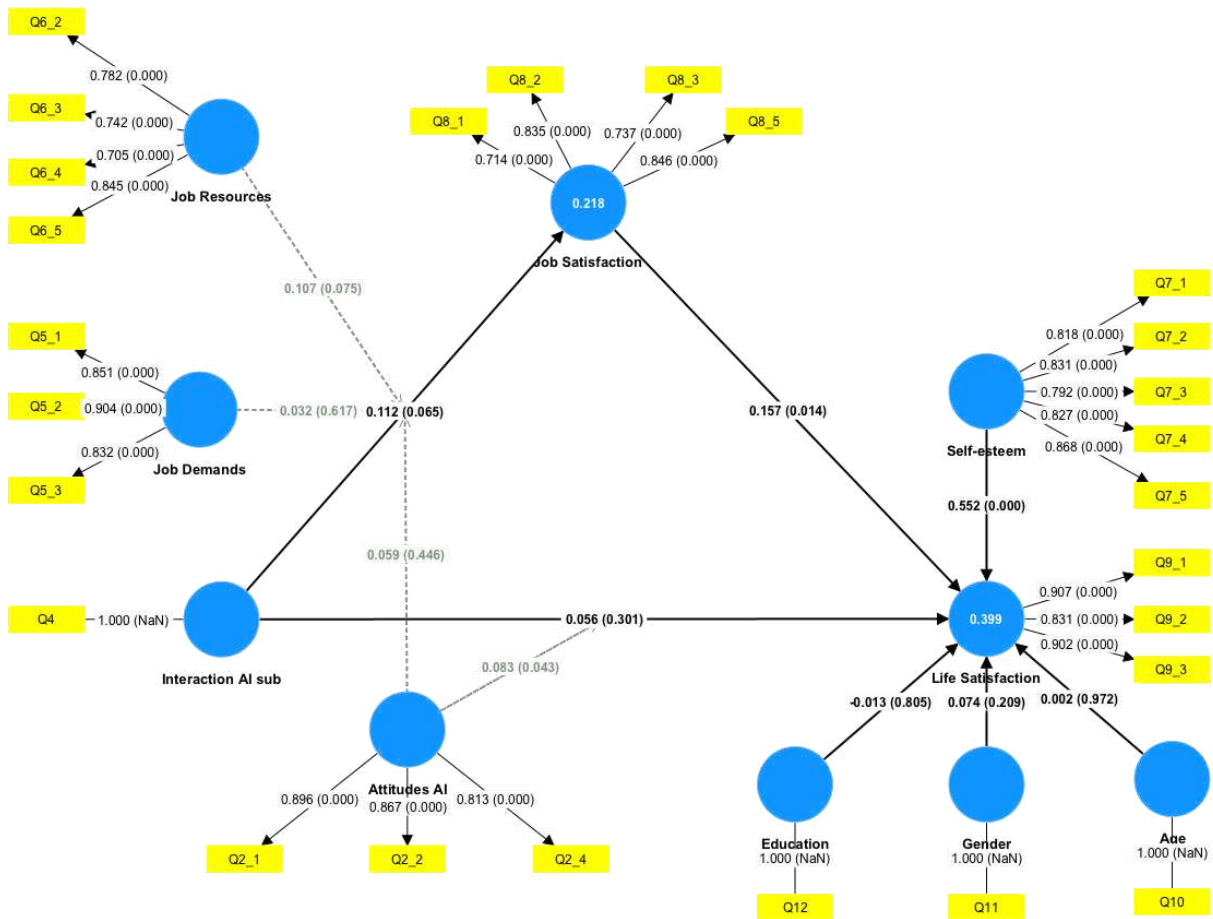 Q6_2
0.782 (0.000)
Q6_3
0.742 (0.000)
0.705 (0.000)
Q6_4
0.845 (0.000)
Q6_5
Job Resources
Q8_2
Q8_3
Q8_1
Q8_5
0.835 (0.000)
0.737 (0.000)
0.714 (0.000)
0.846 (0.000)
0.218
Job Satisfaction
0.107 (0.075)
Q5_1
0.851 (0.000)
Q5_2
0.904 (0.000)
0.832 (0.000)
Q5_3
Job Demands
0.032 (0.617)
0.112 (0.065)
0.157 (0.014)
Q7_1
0.818 (0.000)
Q7_2
0.831 (0.000)
0.792 (0.000)
Q7_3
0.827 (0.000)
Q7_4
0.868 (0.000)
Q7_5
Self-esteem
0.552 (0.000)
0.059 (0.446)
Q4
1.000 (NaN)
Interaction AI sub
0.056 (0.301)
0.083 (0.043)
Q9_1
0.907 (0.000)
0.399
0.831 (0.000)
Q9_2
0.902 (0.000)
Q9_3
Life Satisfaction
-0.013 (0.805)
0.074 (0.209)
0.002 (0.972)
Attitudes AI
0.896 (0.000)
0.867 (0.000)
0.813 (0.000)
Q2_1
Q2_2
Q2_4
Education
1.000 (NaN)
Q12
Gender
1.000 (NaN)
Q11
Age
1.000 (NaN)
Q10